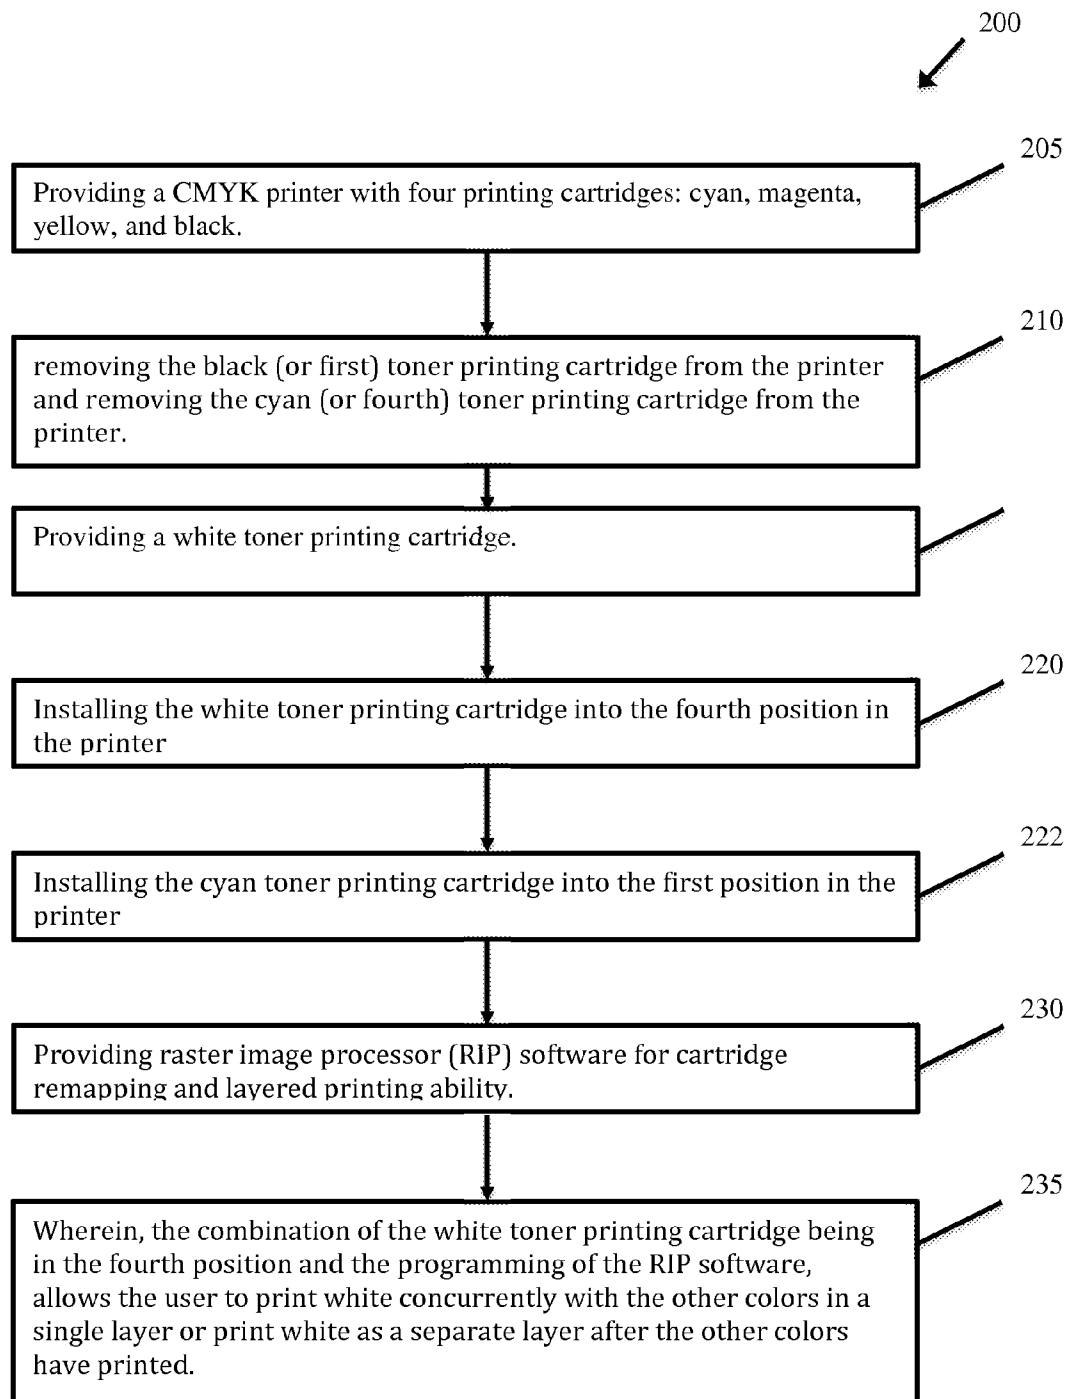 200
205
Providing a CMYK printer with four printing cartridges: cyan, magenta,
yellow, and black.
210
removing the black (or first) toner printing cartridge from the printer
and removing the cyan (or fourth) toner printing cartridge from the
printer.
Providing a white toner printing cartridge.
220
Installing the white toner printing cartridge into the fourth position in
the printer
222
Installing the cyan toner printing cartridge into the first position in the
printer
230
Providing raster image processor (RIP) software for cartridge
remapping and layered printing ability.
235
Wherein, the combination of the white toner printing cartridge being
in the fourth position and the programming of the RIP software,
allows the user to print white concurrently with the other colors in a
single layer or print white as a separate layer after the other colors
have printed.